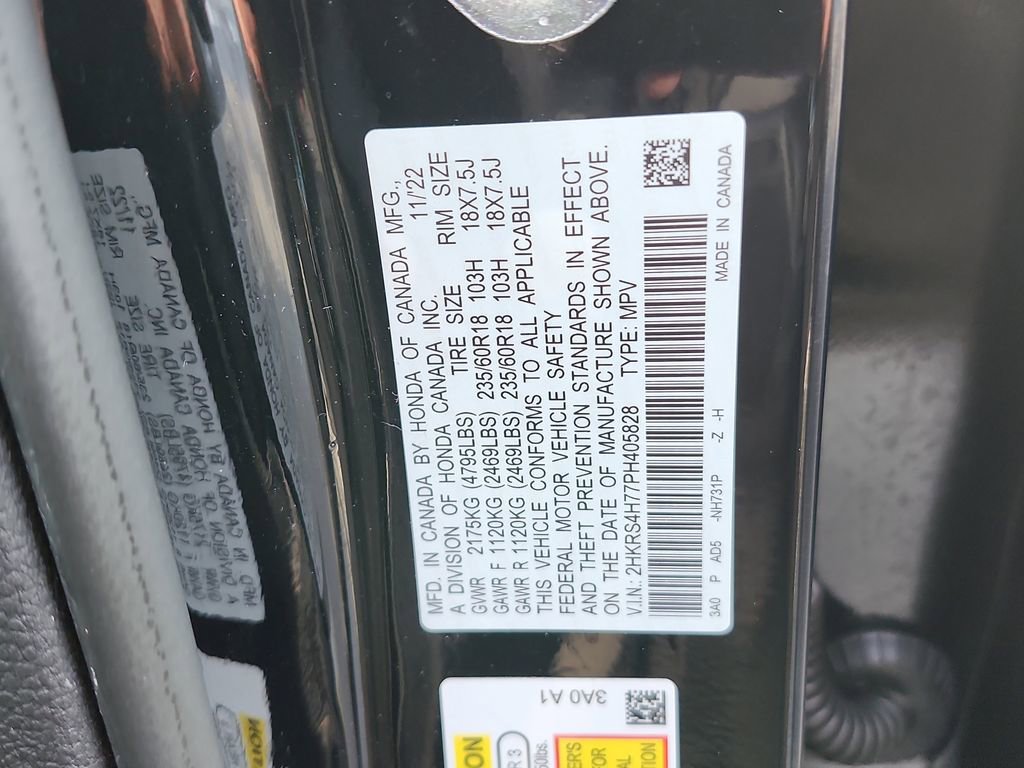 MFD. IN CANADA BY HONDA OF CANADA MFG.,
A DIVISION OF HONDA CANADA INC. 11/'22
GVWR 2175KG (4795LBS) TIRE SIZE RIM SIZE
GAWR F 1120KG (2469LBS) 235/60R18 103H 18X7.5J
GAWR R 1120KG (2469LBS) 235/60R18 103H 18X7.5J
THIS VEHICLE CONFORMS TO ALL APPLICABLE
FEDERAL MOTOR VEHICLE SAFETY
AND THEFT PREVENTION STANDARDS IN EFFECT
ON THE DATE OF MANUFACTURE SHOWN ABOVE.
V.I.N.: 2HKRS4H77PH405828 TYPE: MPV
3A0 P AD5 -NH731P -Z -H MADE IN CANADA
3A0 A1